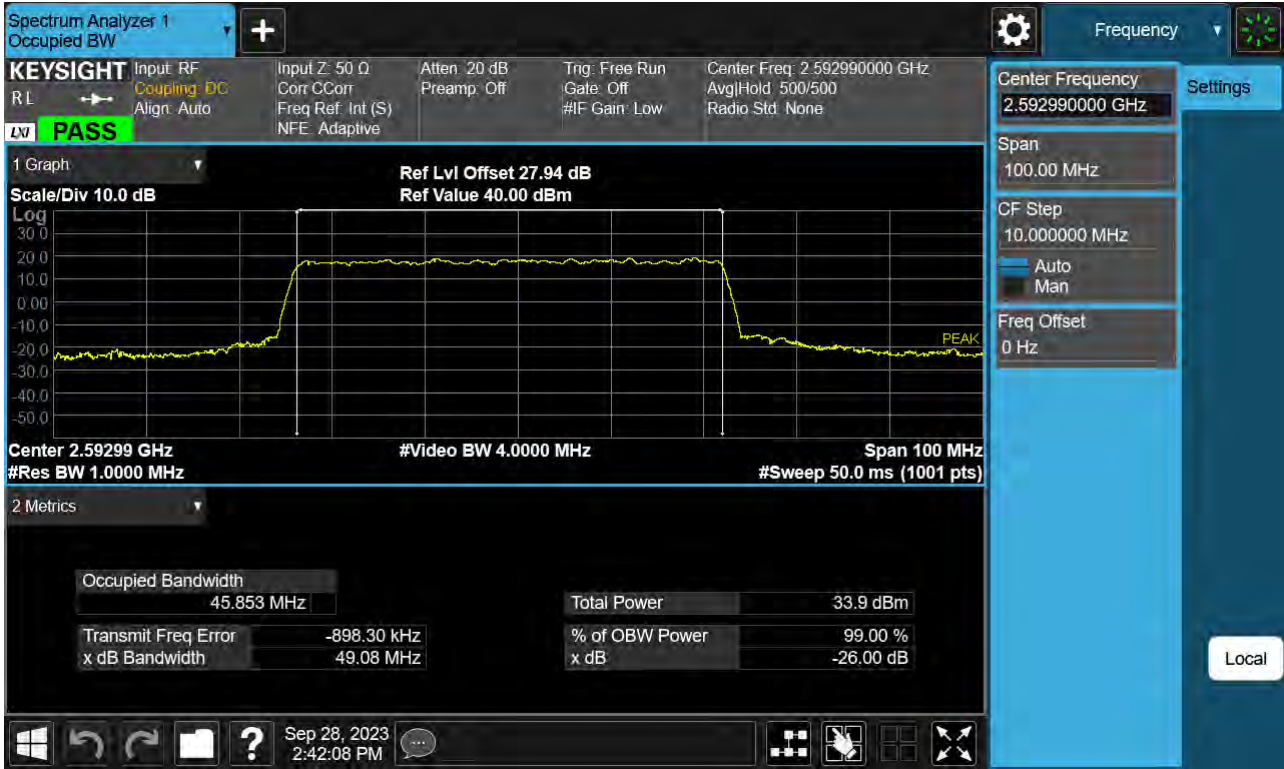 Spectrum Analyzer 1
Occupied BW
Frequency
KEYSIGHT
RL
LXI
PASS
Input: RF
Coupling: DC
Align: Auto
Input Z: 50 Ω
Corr CCorr
Freq Ref: Int (S)
NFE: Adaptive
Atten: 20 dB
Preamp: Off
Trig: Free Run
Gate: Off
#IF Gain: Low
Center Freq: 2.592990000 GHz
Avg|Hold: 500/500
Radio Std: None
1 Graph
Scale/Div 10.0 dB
Ref Lvl Offset 27.94 dB
Ref Value 40.00 dBm
Log
30.0
20.0
10.0
0.00
-10.0
-20.0
-30.0
-40.0
-50.0
PEAK
Center 2.59299 GHz
#Video BW 4.0000 MHz
Span 100 MHz
#Res BW 1.0000 MHz
#Sweep 50.0 ms (1001 pts)
2 Metrics
Occupied Bandwidth
45.853 MHz
Transmit Freq Error -898.30 kHz
x dB Bandwidth 49.08 MHz
Total Power 33.9 dBm
% of OBW Power 99.00 %
x dB -26.00 dB
Center Frequency
2.592990000 GHz
Span
100.00 MHz
CF Step
10.000000 MHz
Auto
Man
Freq Offset
0 Hz
Settings
Local
?
Sep 28, 2023
2:42:08 PM